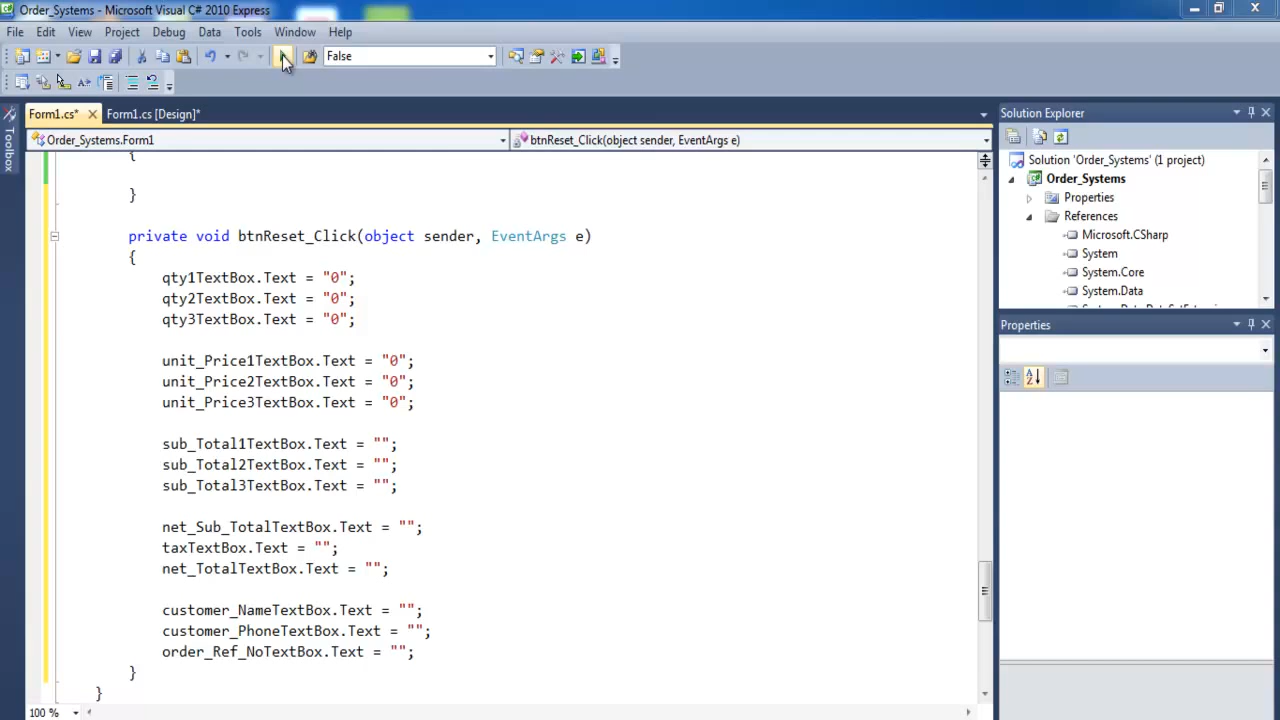 Order_Systems - Microsoft Visual C# 2010 Express
File Edit View Project Debug Data Tools Window Help
False
Toolbox
Form1.cs* Form1.cs [Design]*
Order_Systems.Form1 btnReset_Click(object sender, EventArgs e)
{
}
private void btnReset_Click(object sender, EventArgs e)
{
qty1TextBox.Text = "0";
qty2TextBox.Text = "0";
qty3TextBox.Text = "0";
unit_Price1TextBox.Text = "0";
unit_Price2TextBox.Text = "0";
unit_Price3TextBox.Text = "0";
sub_Total1TextBox.Text = "";
sub_Total2TextBox.Text = "";
sub_Total3TextBox.Text = "";
net_Sub_TotalTextBox.Text = "";
taxTextBox.Text = "";
net_TotalTextBox.Text = "";
customer_NameTextBox.Text = "";
customer_PhoneTextBox.Text = "";
order_Ref_NoTextBox.Text = "";
}
}
100 %
Solution Explorer
Solution 'Order_Systems' (1 project)
Order_Systems
Properties
References
Microsoft.CSharp
System
System.Core
System.Data
Properties